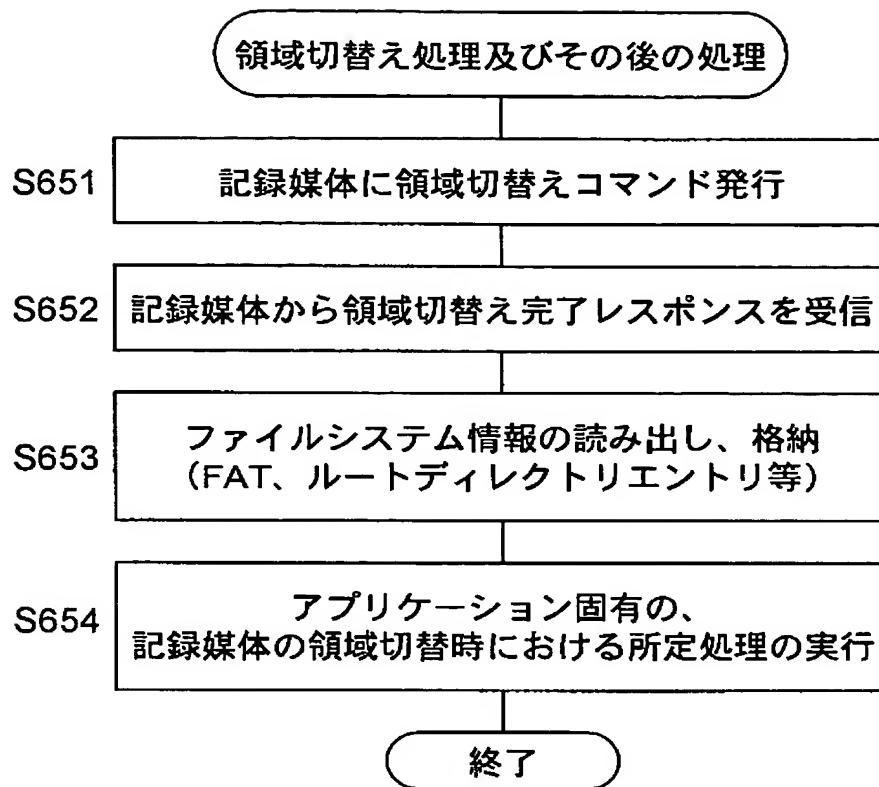 領域切替え処理及びその後の処理
S651
記録媒体に領域切替えコマンド発行
S652
記録媒体から領域切替え完了レスポンスを受信
S653
ファイルシステム情報の読み出し、格納
（FAT、ルートディレクトリエントリ等）
S654
アプリケーション固有の、
記録媒体の領域切替時における所定処理の実行
終了